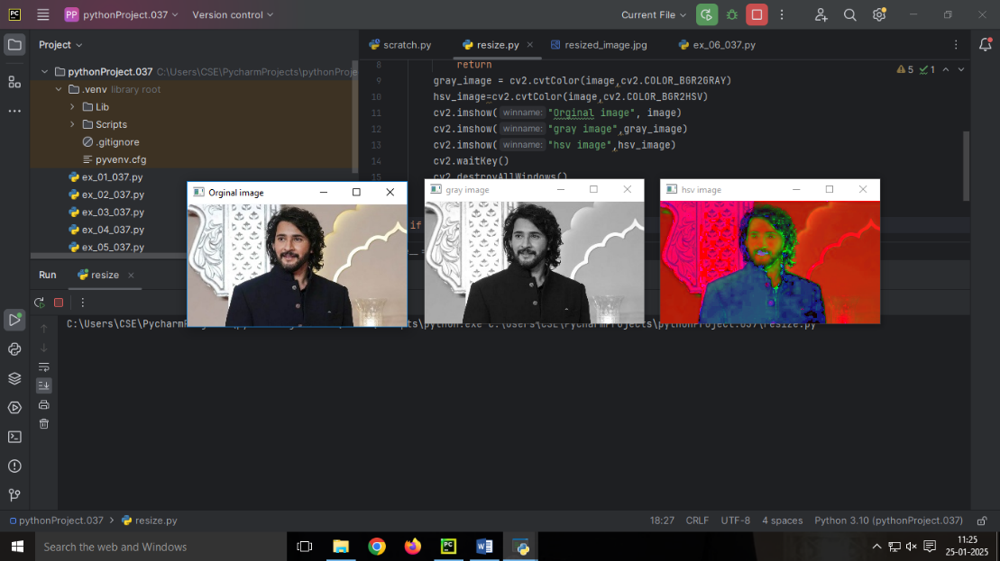 PC PP pythonProject.037 Version control Current File
Project
scratch.py resize.py resized_image.jpg ex_06_037.py
pythonProject.037 C:\Users\CSE\PycharmProjects\pythonProje
.venv library root
Lib
Scripts
.gitignore
pyvenv.cfg
ex_01_037.py
ex_02_037.py
ex_03_037.py
ex_04_037.py
ex_05_037.py
5 1
8 return
9 gray_image = cv2.cvtColor(image,cv2.COLOR_BGR2GRAY)
10 hsv_image=cv2.cvtColor(image,cv2.COLOR_BGR2HSV)
11 cv2.imshow( winname: "Orginal image", image)
12 cv2.imshow( winname: "gray image",gray_image)
13 cv2.imshow( winname: "hsv image",hsv_image)
14 cv2.waitKey()
15 cv2.destroyAllWindows()
if
Orginal image
gray image
hsv image
Run resize
C:\Users\CSE\PycharmPr
ts\python.exe C:\Users\CSE\PycharmProjects\pythonProject.037\resize.py
pythonProject.037 > resize.py 18:27 CRLF UTF-8 4 spaces Python 3.10 (pythonProject.037)
Search the web and Windows
PC
W
11:25
25-01-2025